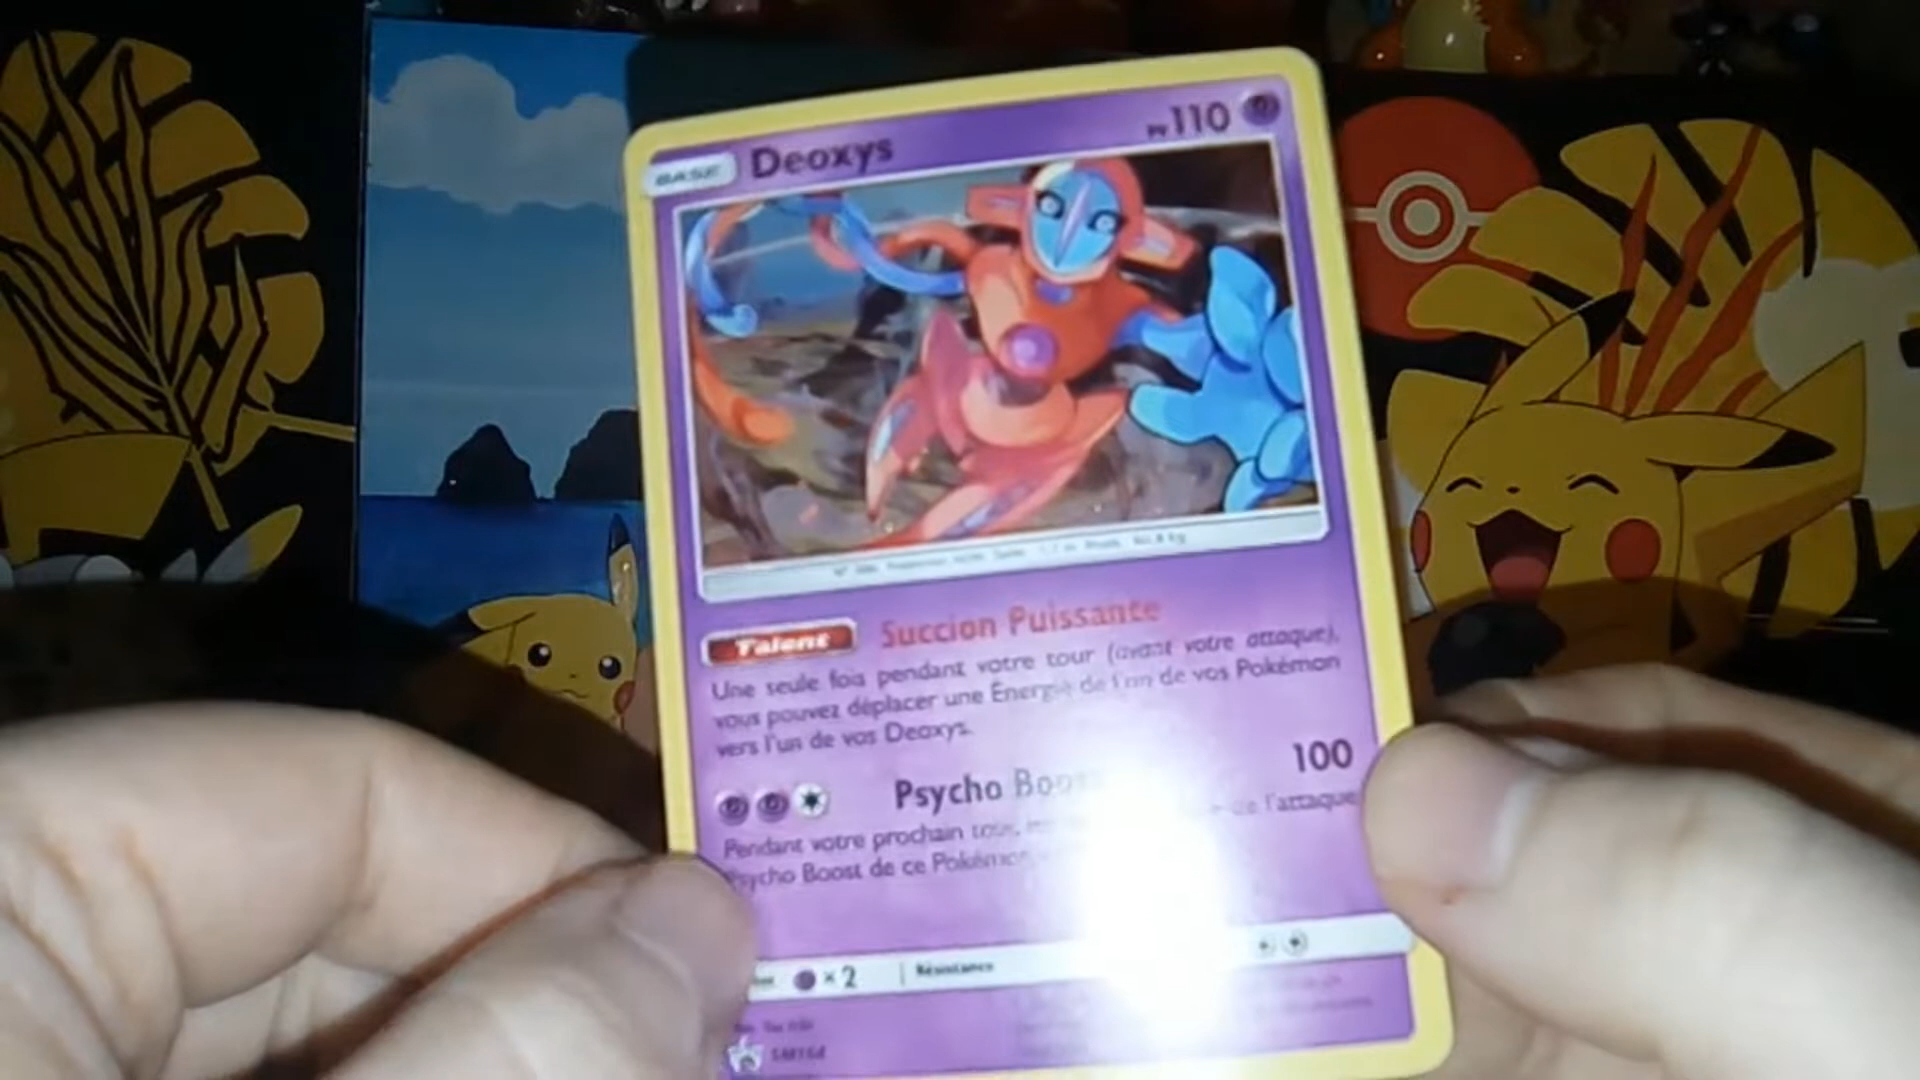 BASE Deoxys PV 110
Talent Succion Puissante
Une seule fois pendant votre tour (avant votre attaque),
vous pouvez déplacer une Énergie de l'un de vos Pokémon
vers l'un de vos Deoxys.
Psycho Boost 100
Pendant votre prochain tour, de l'attaque
Psycho Boost de ce Pokémon
×2 Résistance